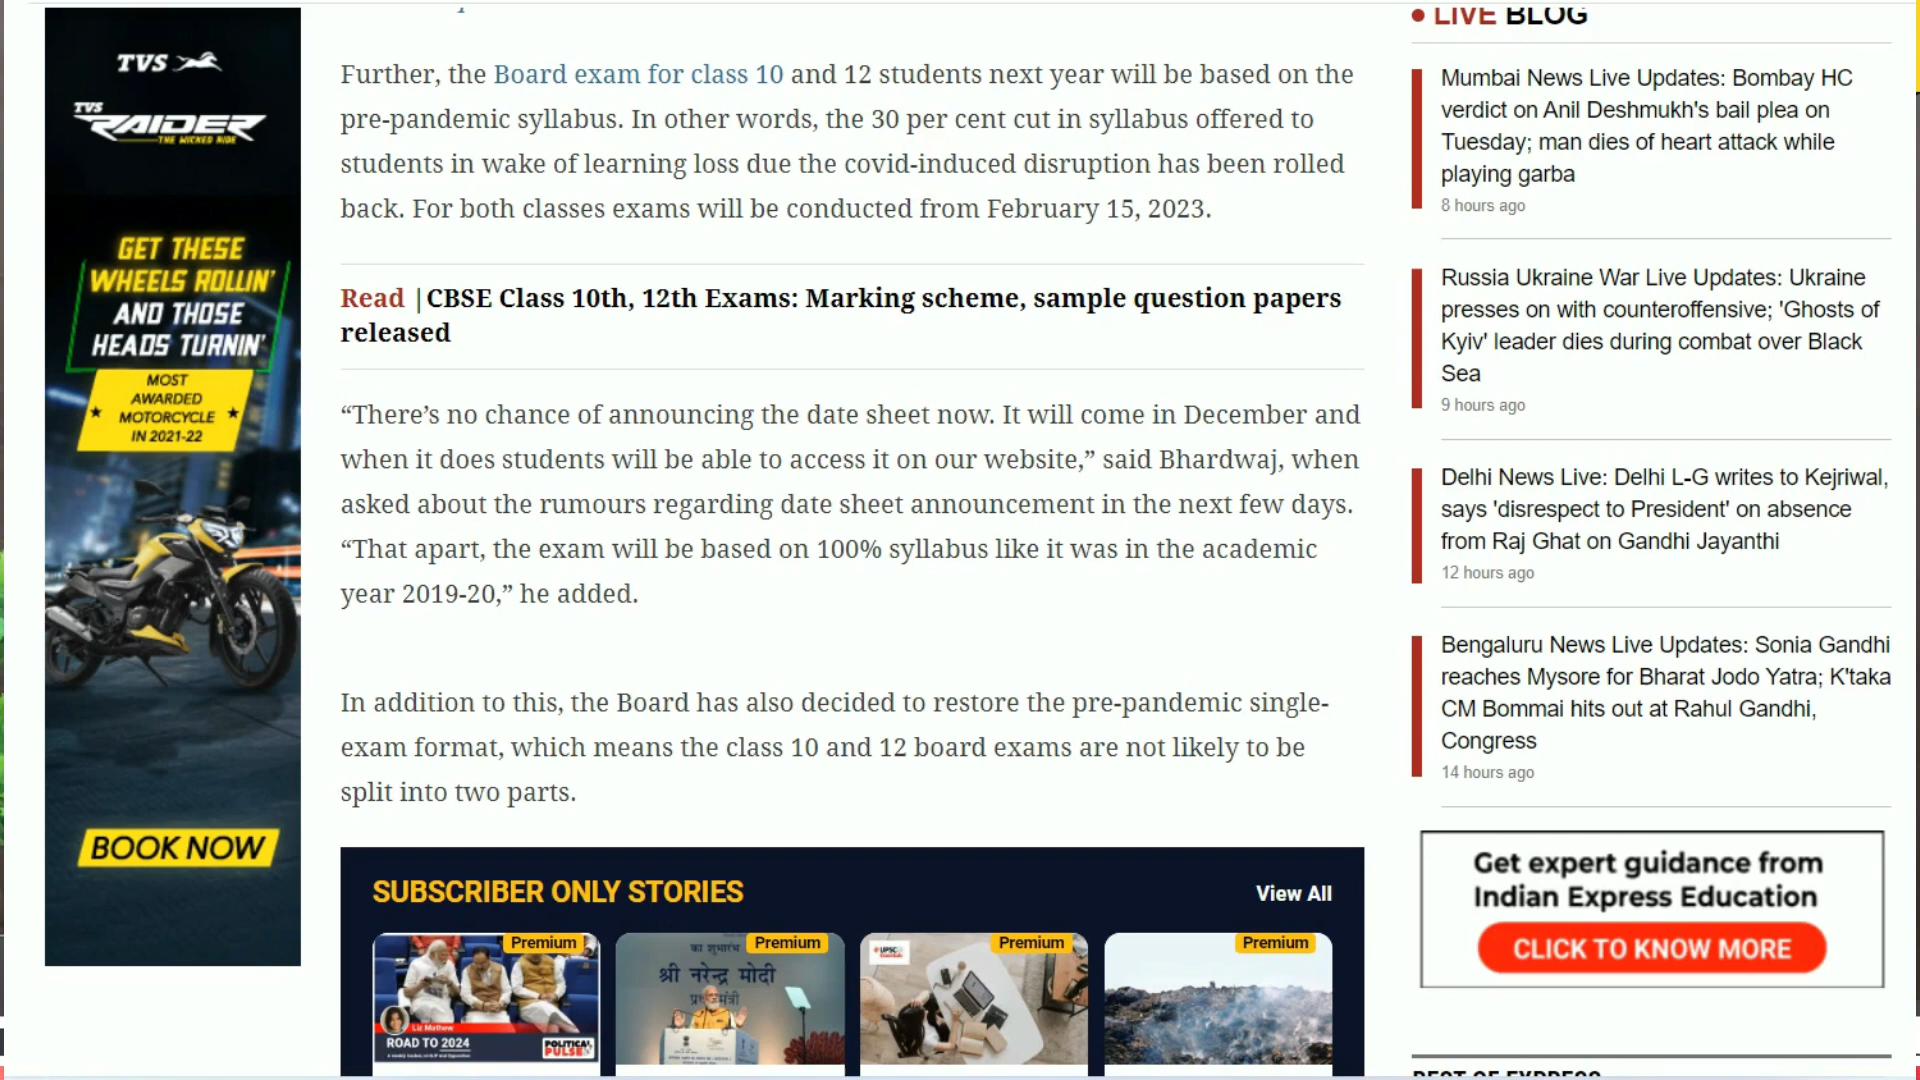 TVS
TVS
RAIDER
THE WICKED RIDE
GET THESE
WHEELS ROLLIN'
AND THOSE
HEADS TURNIN'
MOST
AWARDED
MOTORCYCLE
IN 2021-22
BOOK NOW
Further, the Board exam for class 10 and 12 students next year will be based on the
pre-pandemic syllabus. In other words, the 30 per cent cut in syllabus offered to
students in wake of learning loss due the covid-induced disruption has been rolled
back. For both classes exams will be conducted from February 15, 2023.
Read |CBSE Class 10th, 12th Exams: Marking scheme, sample question papers
released
“There’s no chance of announcing the date sheet now. It will come in December and
when it does students will be able to access it on our website,” said Bhardwaj, when
asked about the rumours regarding date sheet announcement in the next few days.
“That apart, the exam will be based on 100% syllabus like it was in the academic
year 2019-20,” he added.
In addition to this, the Board has also decided to restore the pre-pandemic single-
exam format, which means the class 10 and 12 board exams are not likely to be
split into two parts.
SUBSCRIBER ONLY STORIES
View All
Premium
Liz Mathew
ROAD TO 2024
POLITICAL
PULSE
Premium
का शुभारंभ
श्री नरेन्द्र मोदी
Premium
UPSC
Essentials
Premium
LIVE BLOG
Mumbai News Live Updates: Bombay HC
verdict on Anil Deshmukh's bail plea on
Tuesday; man dies of heart attack while
playing garba
8 hours ago
Russia Ukraine War Live Updates: Ukraine
presses on with counteroffensive; 'Ghosts of
Kyiv' leader dies during combat over Black
Sea
9 hours ago
Delhi News Live: Delhi L-G writes to Kejriwal,
says 'disrespect to President' on absence
from Raj Ghat on Gandhi Jayanthi
12 hours ago
Bengaluru News Live Updates: Sonia Gandhi
reaches Mysore for Bharat Jodo Yatra; K'taka
CM Bommai hits out at Rahul Gandhi,
Congress
14 hours ago
Get expert guidance from
Indian Express Education
CLICK TO KNOW MORE
BEST OF EXPRESS